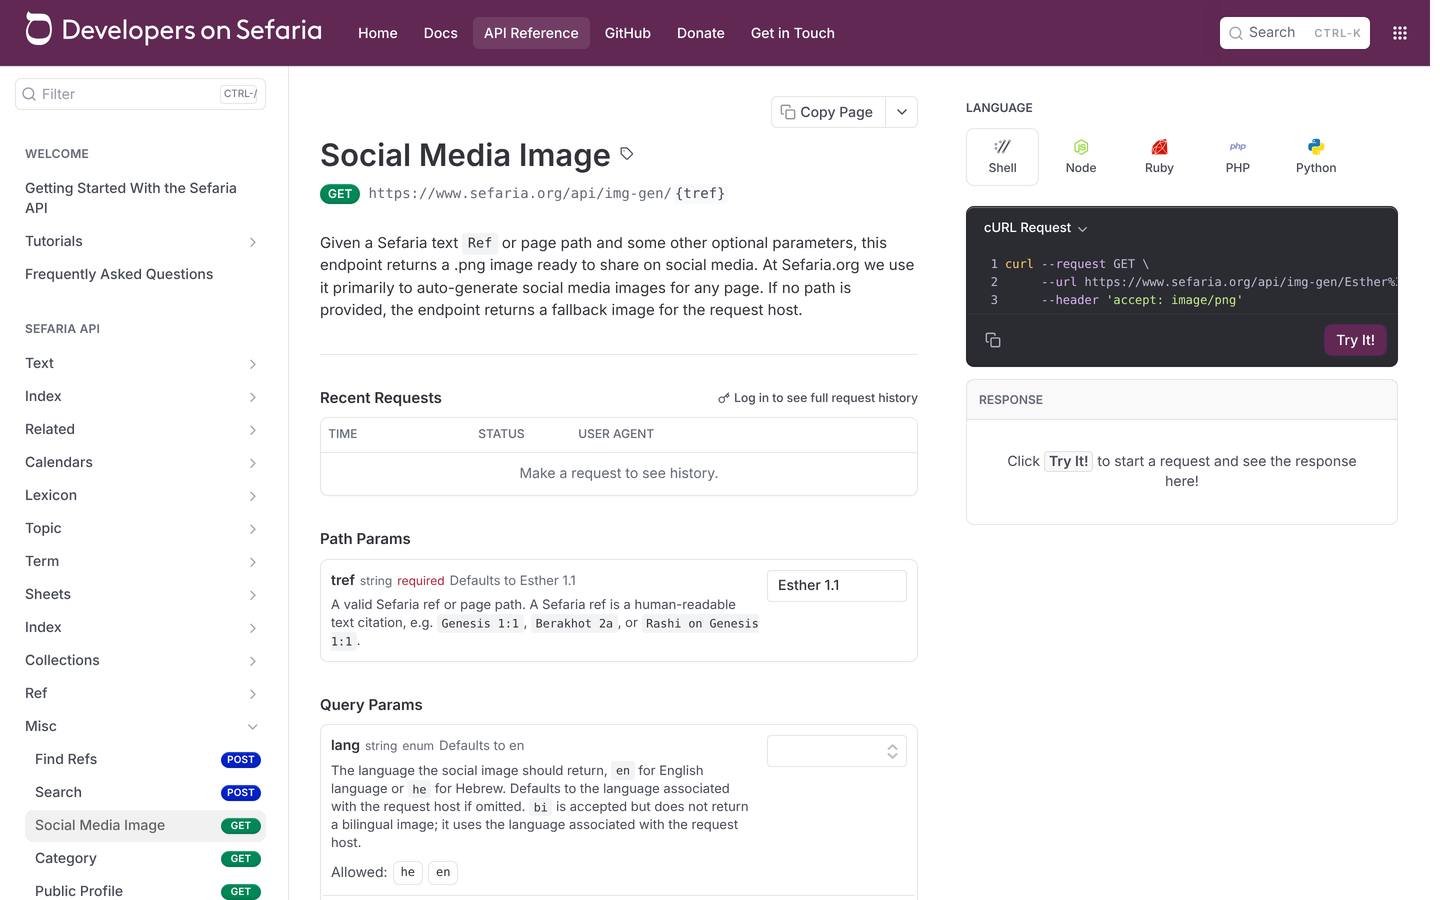 Developers on Sefaria
Home
Docs
API Reference
GitHub
Donate
Get in Touch
Search
CTRL-K
Filter
CTRL-/
WELCOME
Getting Started With the Sefaria
API
Tutorials
Frequently Asked Questions
SEFARIA API
Text
Index
Related
Calendars
Lexicon
Topic
Term
Sheets
Index
Collections
Ref
Misc
Find Refs POST
Search POST
Social Media Image GET
Category GET
Public Profile GET
Copy Page
Social Media Image
GET https://www.sefaria.org/api/img-gen/{tref}
Given a Sefaria text Ref or page path and some other optional parameters, this
endpoint returns a .png image ready to share on social media. At Sefaria.org we use
it primarily to auto-generate social media images for any page. If no path is
provided, the endpoint returns a fallback image for the request host.
Recent Requests
Log in to see full request history
TIME STATUS USER AGENT
Make a request to see history.
Path Params
tref string required Defaults to Esther 1.1
Esther 1.1
A valid Sefaria ref or page path. A Sefaria ref is a human-readable
text citation, e.g. Genesis 1:1, Berakhot 2a, or Rashi on Genesis
1:1.
Query Params
lang string enum Defaults to en
The language the social image should return, en for English
language or he for Hebrew. Defaults to the language associated
with the request host if omitted. bi is accepted but does not return
a bilingual image; it uses the language associated with the request
host.
Allowed: he en
LANGUAGE
Shell
Node
Ruby
php
PHP
Python
cURL Request
1 curl --request GET \
2 --url https://www.sefaria.org/api/img-gen/Esther%
3 --header 'accept: image/png'
Try It!
RESPONSE
Click Try It! to start a request and see the response
here!